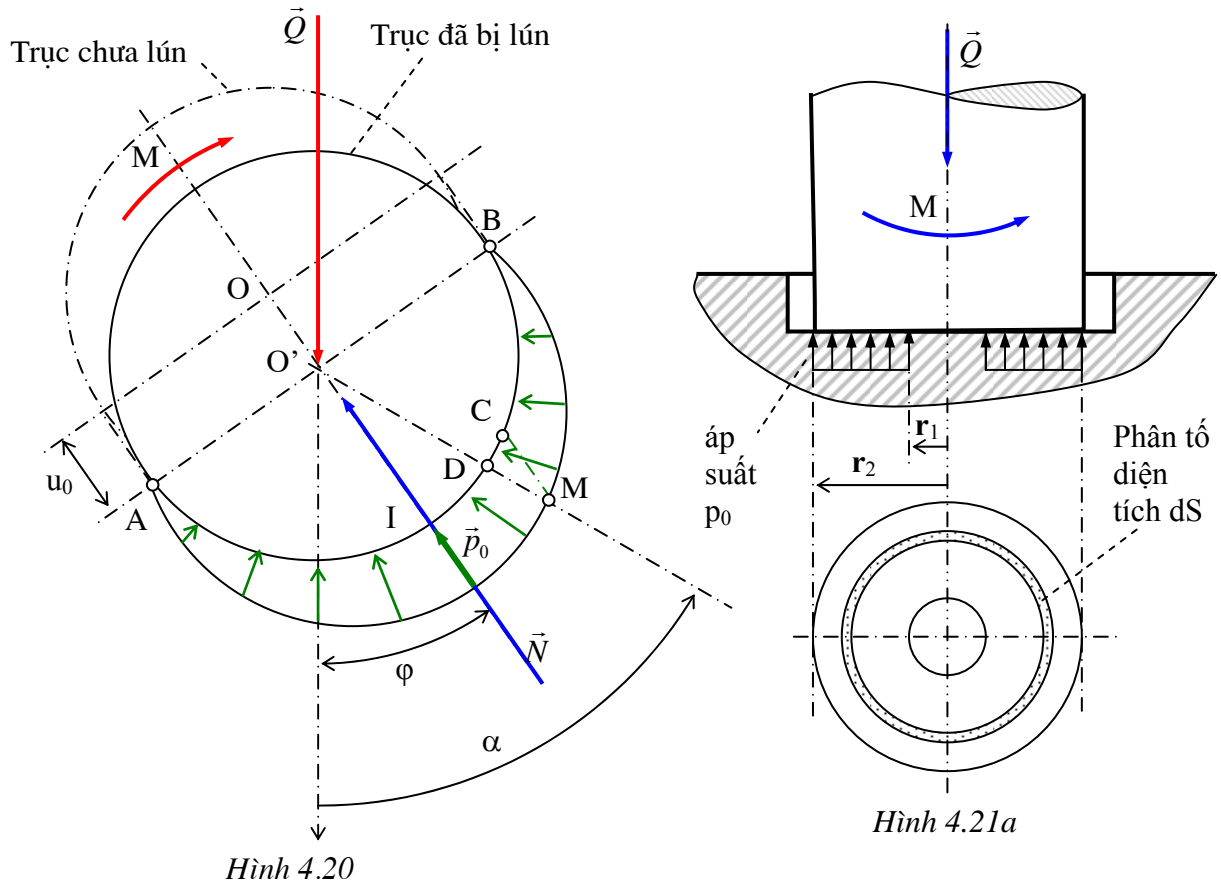 Trục chưa lún
Q
Trục đã bị lún
M
B
O
O’
C
D
M
u0
A
I
p0
N
φ
α
Hình 4.20
Q
M
áp
suất
p0
r1
r2
Phân tố
diện
tích dS
Hình 4.21a